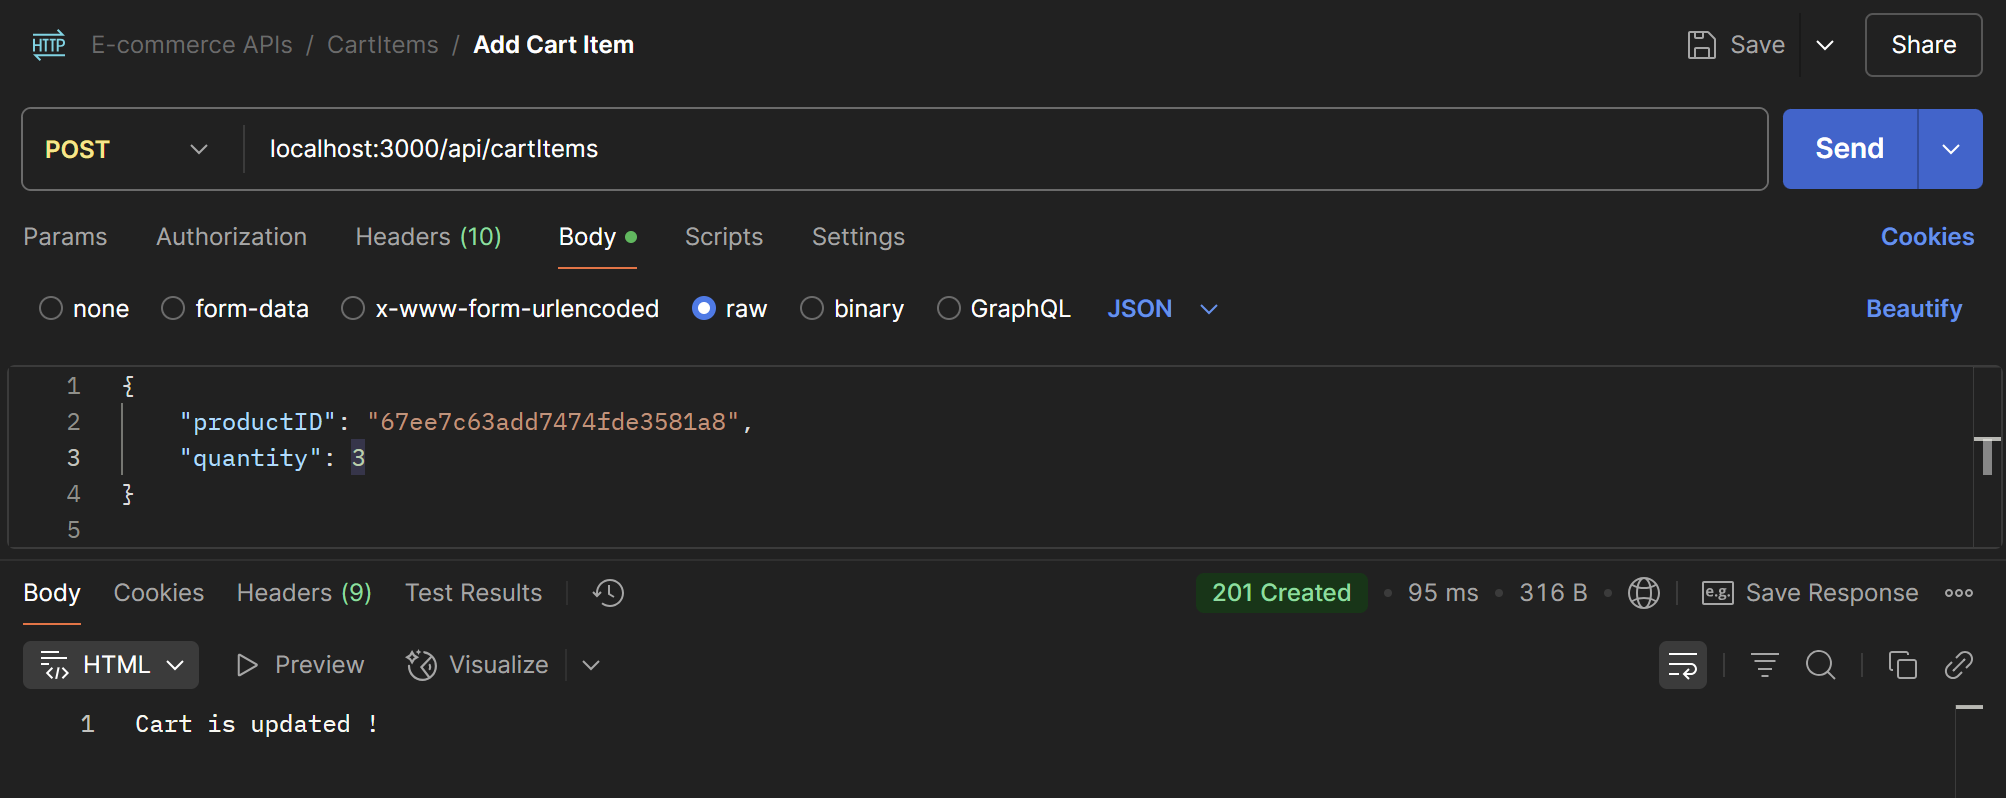 HTTP E-commerce APIs / CartItems / Add Cart Item Save Share
POST localhost:3000/api/cartItems Send
Params Authorization Headers (10) Body Scripts Settings Cookies
none form-data x-www-form-urlencoded raw binary GraphQL JSON Beautify
1 {
2 "productID": "67ee7c63add7474fde3581a8",
3 "quantity": 3
4 }
5
Body Cookies Headers (9) Test Results 201 Created • 95 ms • 316 B • e.g. Save Response
HTML Preview Visualize
1 Cart is updated !